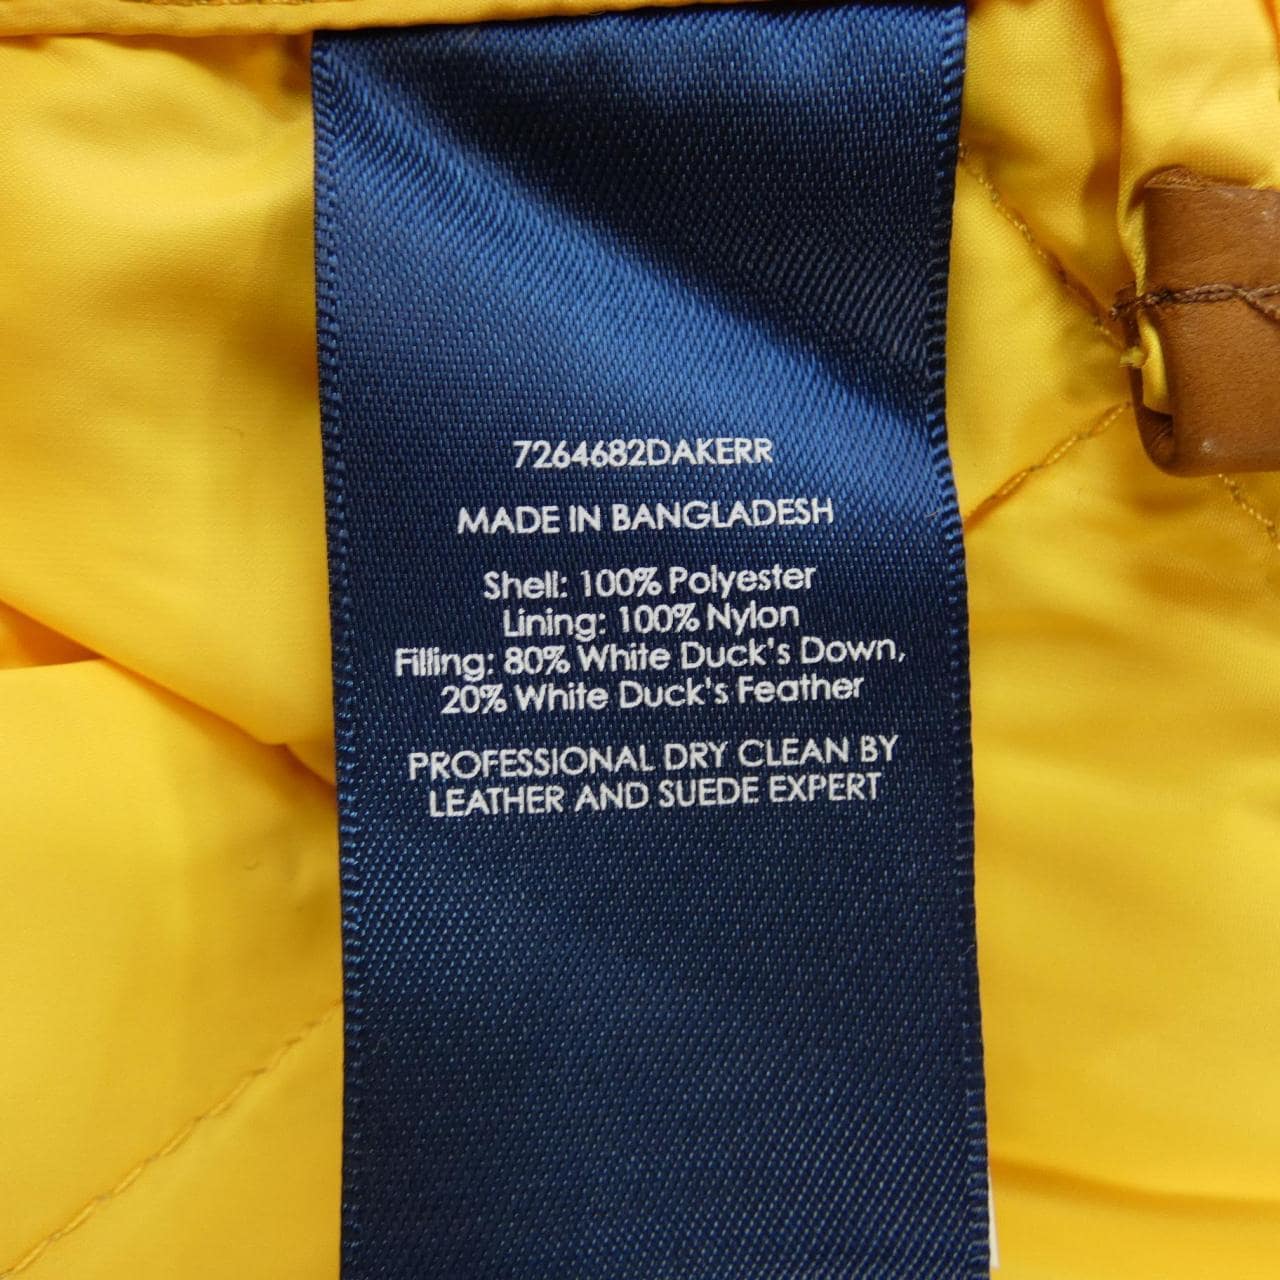 7264682DAKERR
MADE IN BANGLADESH
Shell: 100% Polyester
Lining: 100% Nylon
Filling: 80% White Duck's Down,
20% White Duck's Feather
PROFESSIONAL DRY CLEAN BY
LEATHER AND SUEDE EXPERT